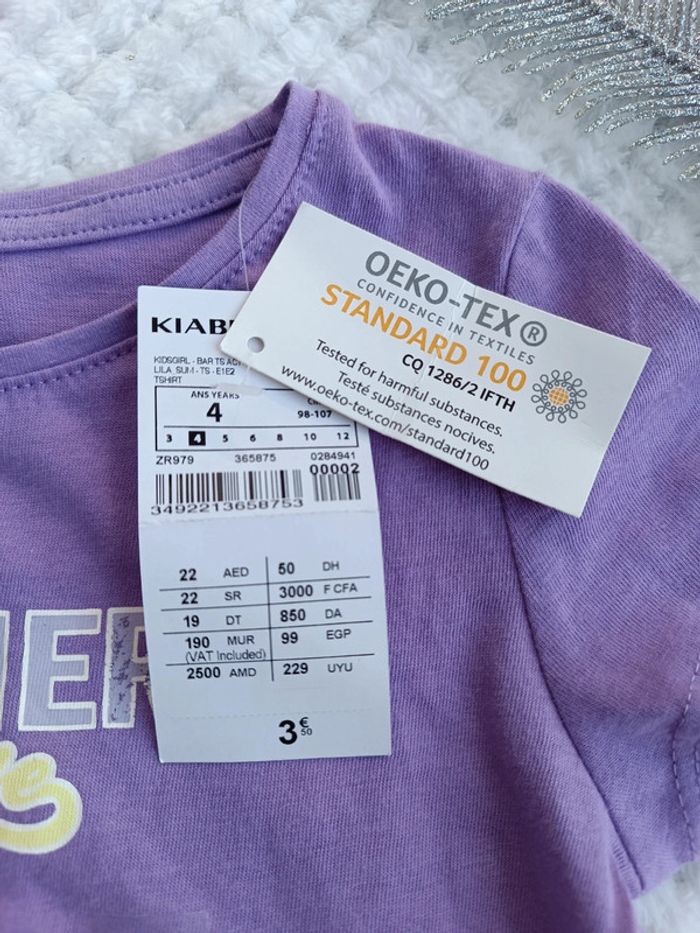 KIABI
KIDSGIRL - BAR TS AC
LILA SUM - TS - E1E2
TSHIRT
ANS YEARS
4
98-107
3 4 5 6 8 10 12
ZR979 365875 0284941
00002
3492213658753
22 AED 50 DH
22 SR 3000 F CFA
19 DT 850 DA
190 MUR 99 EGP
(VAT Included)
2500 AMD 229 UYU
3 € 50
OEKO-TEX®
CONFIDENCE IN TEXTILES
STANDARD 100
CQ 1286/2 IFTH
Tested for harmful substances.
Testé substances nocives.
www.oeko-tex.com/standard100